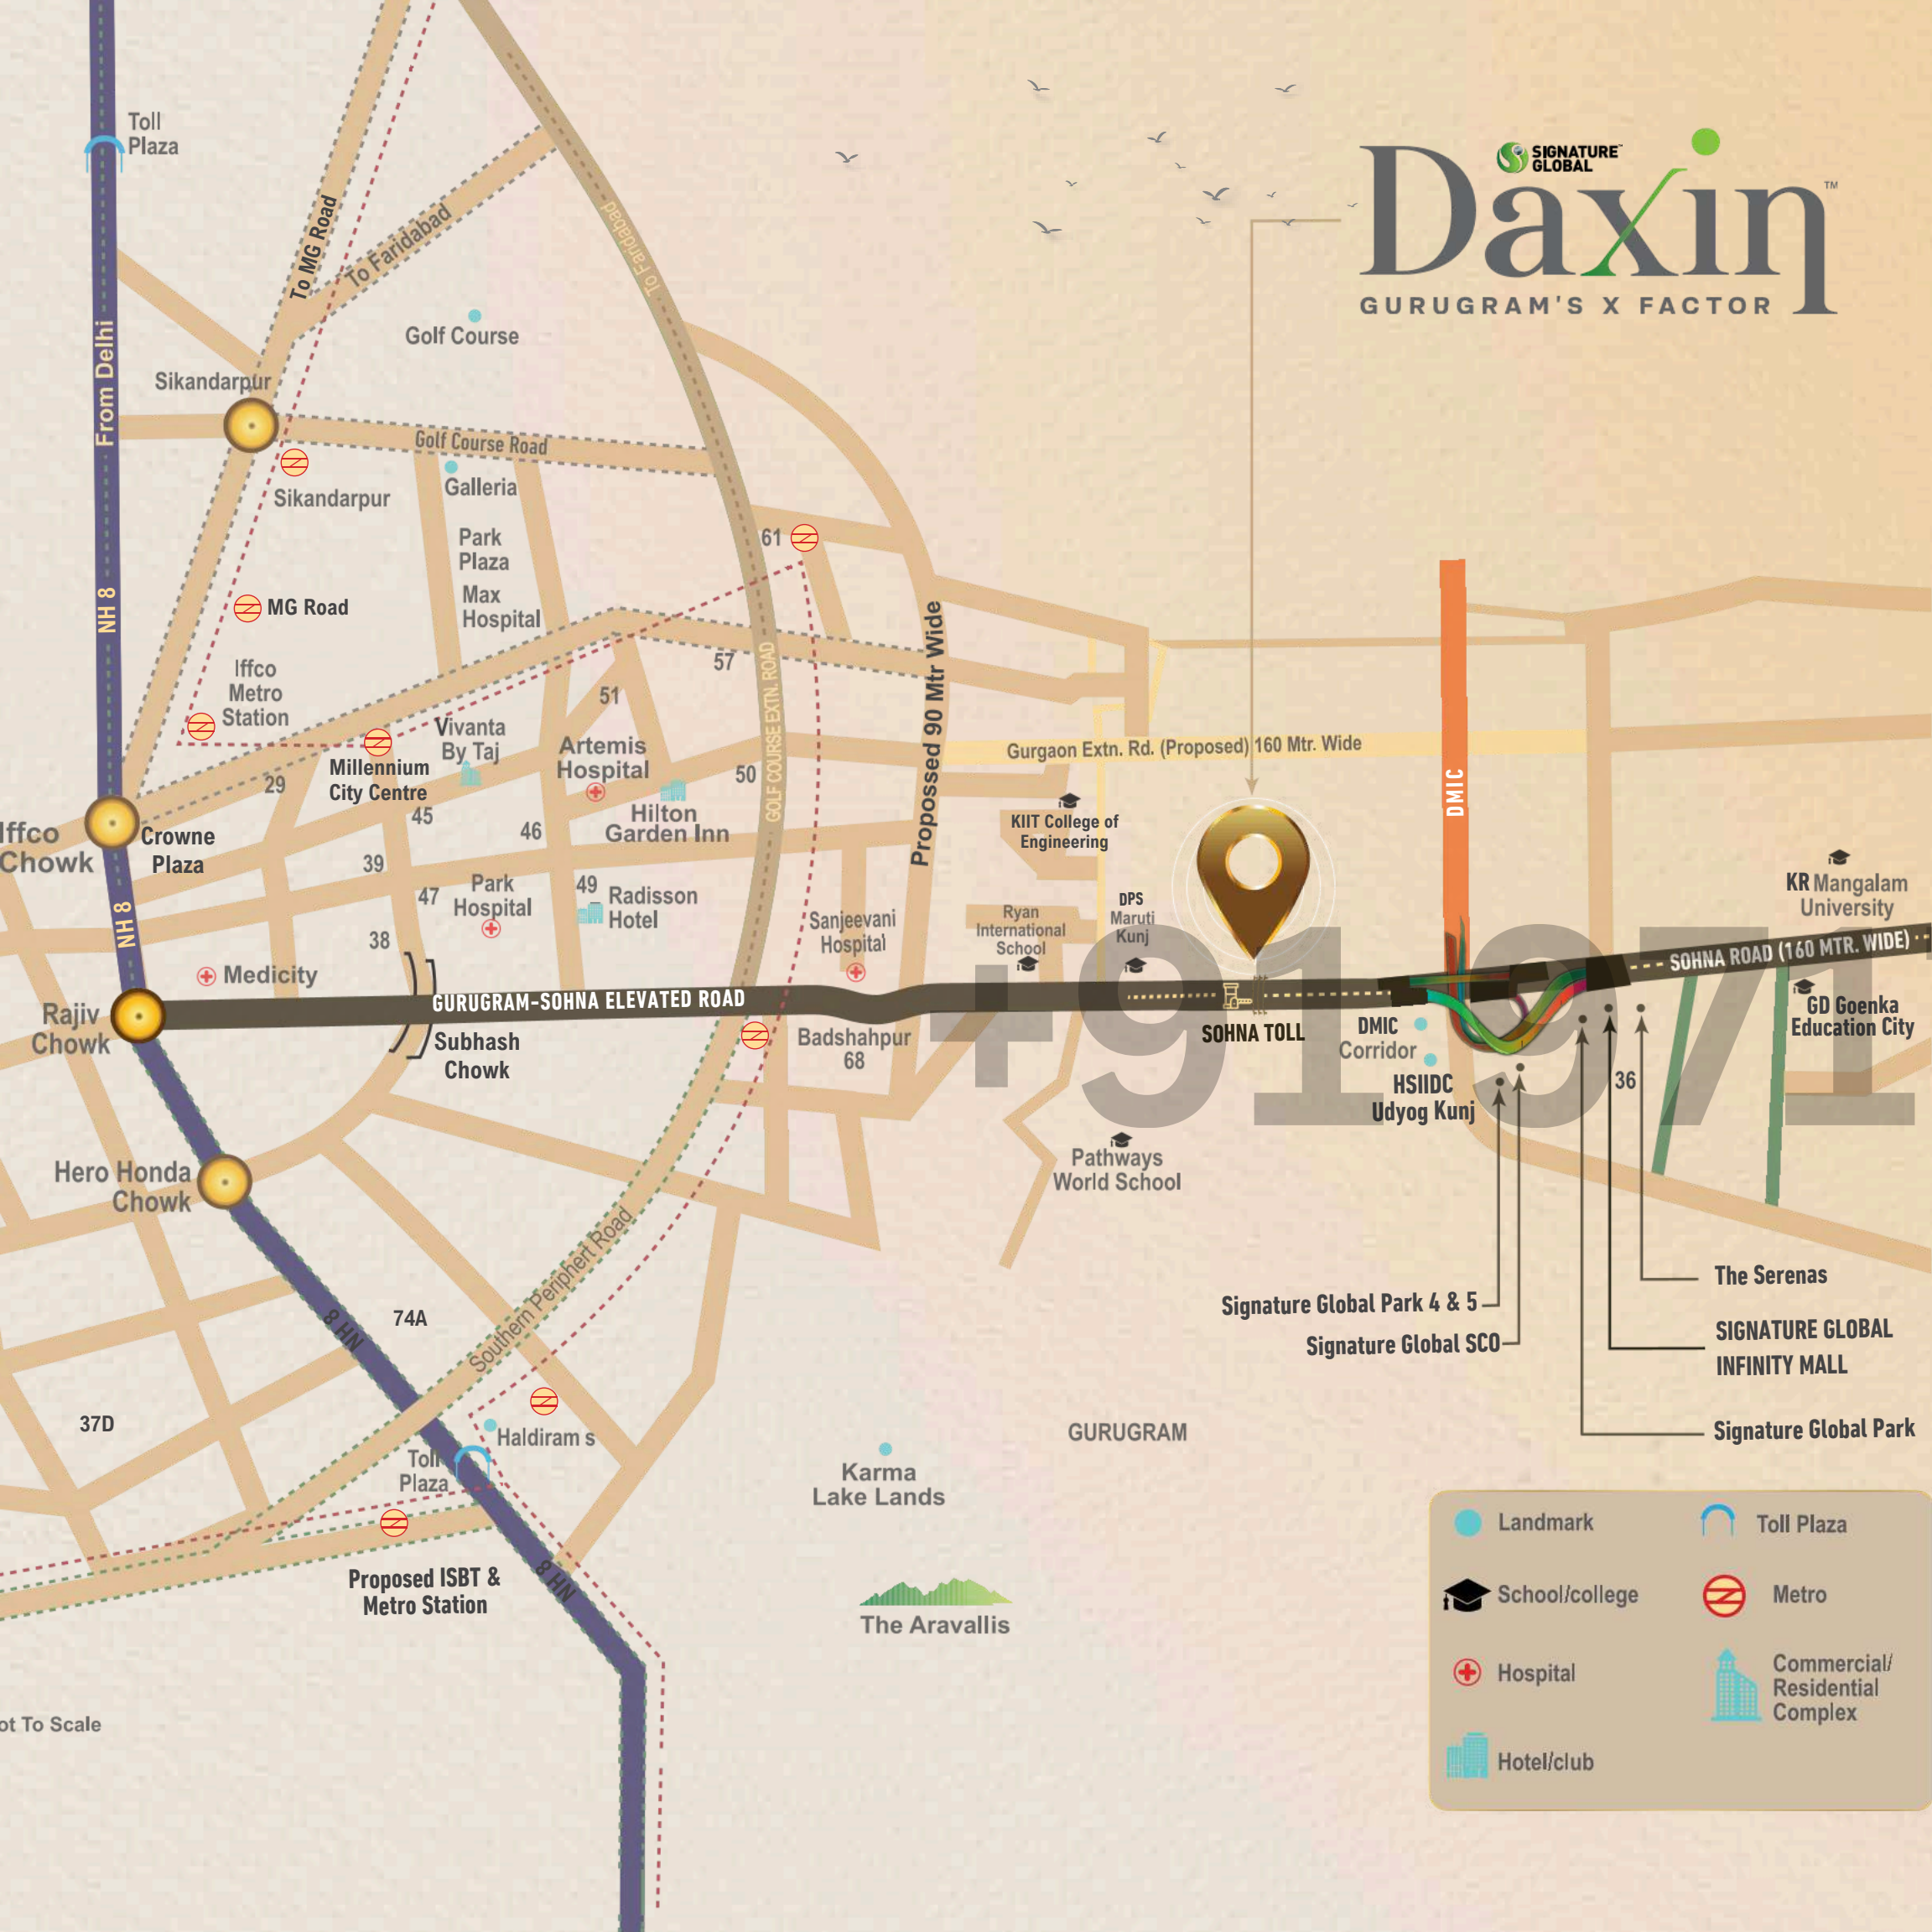 Toll
Plaza
SIGNATURE™
GLOBAL
Daxin™
GURUGRAM'S X FACTOR
To MG Road
To Faridabad
To Faridabad
From Delhi
Golf Course
Sikandarpur
Golf Course Road
Sikandarpur
Galleria
Park
Plaza
Max
Hospital
61
NH 8
MG Road
Iffco
Metro
Station
57
51
Propossed 90 Mtr Wide
GOLF COURSE EXTN. ROAD
Vivanta
By Taj
Artemis
Hospital
Gurgaon Extn. Rd. (Proposed) 160 Mtr. Wide
DMIC
Millennium
City Centre
29
50
45
46
Hilton
Garden Inn
KIIT College of
Engineering
Iffco
Chowk
Crowne
Plaza
39
47
Park
Hospital
49
Radisson
Hotel
KR Mangalam
University
NH 8
38
Sanjeevani
Hospital
Ryan
International
School
DPS
Maruti
Kunj
SOHNA ROAD (160 MTR. WIDE)
Medicity
GURUGRAM-SOHNA ELEVATED ROAD
+91 971
Rajiv
Chowk
Subhash
Chowk
Badshahpur
68
SOHNA TOLL
DMIC
Corridor
GD Goenka
Education City
HSIIDC
Udyog Kunj
36
Pathways
World School
Hero Honda
Chowk
Southern Periphert Road
The Serenas
Signature Global Park 4 & 5
Signature Global SCO
SIGNATURE GLOBAL
INFINITY MALL
Signature Global Park
NH 8
74A
37D
Haldiram s
Toll
Plaza
GURUGRAM
Karma
Lake Lands
NH 8
Proposed ISBT &
Metro Station
The Aravallis
ot To Scale
Landmark
Toll Plaza
School/college
Metro
Hospital
Commercial/
Residential
Complex
Hotel/club